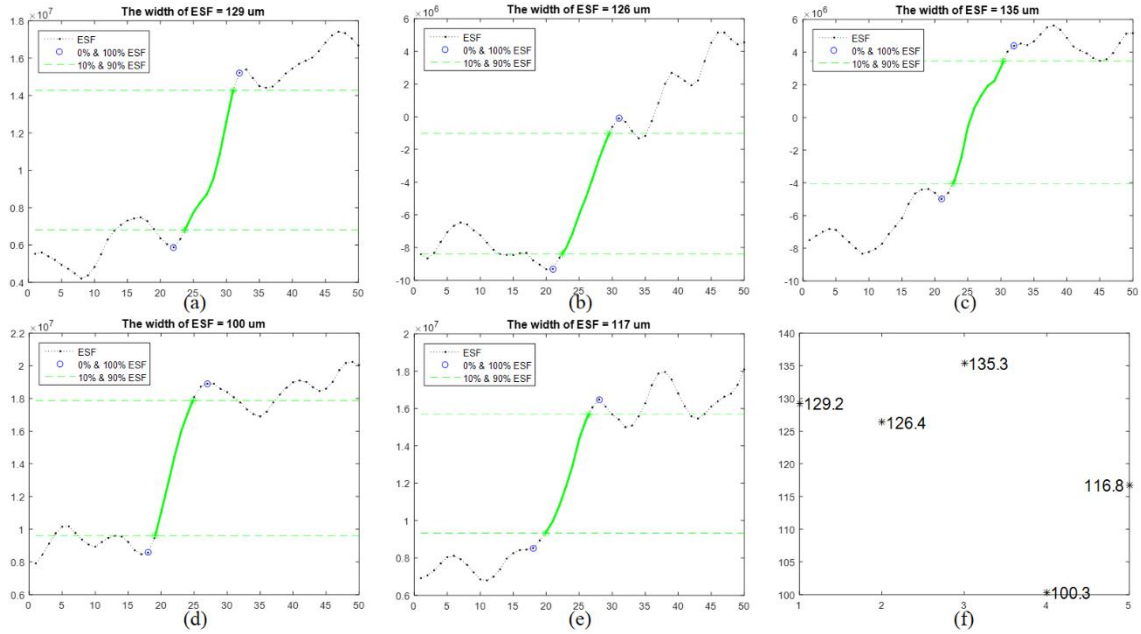 The width of ESF = 129 um
×10^7
ESF
0% & 100% ESF
10% & 90% ESF
1.8
1.6
1.4
1.2
1
0.8
0.6
0.4
0 5 10 15 20 25 30 35 40 45 50
(a)
The width of ESF = 126 um
×10^6
ESF
0% & 100% ESF
10% & 90% ESF
6
4
2
0
-2
-4
-6
-8
-10
0 5 10 15 20 25 30 35 40 45 50
(b)
The width of ESF = 135 um
×10^6
ESF
0% & 100% ESF
10% & 90% ESF
6
4
2
0
-2
-4
-6
-8
-10
0 5 10 15 20 25 30 35 40 45 50
(c)
The width of ESF = 100 um
×10^7
ESF
0% & 100% ESF
10% & 90% ESF
2.2
2
1.8
1.6
1.4
1.2
1
0.8
0.6
0 5 10 15 20 25 30 35 40 45 50
(d)
The width of ESF = 117 um
×10^7
ESF
0% & 100% ESF
10% & 90% ESF
2
1.8
1.6
1.4
1.2
1
0.8
0.6
0 5 10 15 20 25 30 35 40 45 50
(e)
140
135
130
125
120
115
110
105
100
135.3
129.2
126.4
116.8
100.3
1 2 3 4 5
(f)